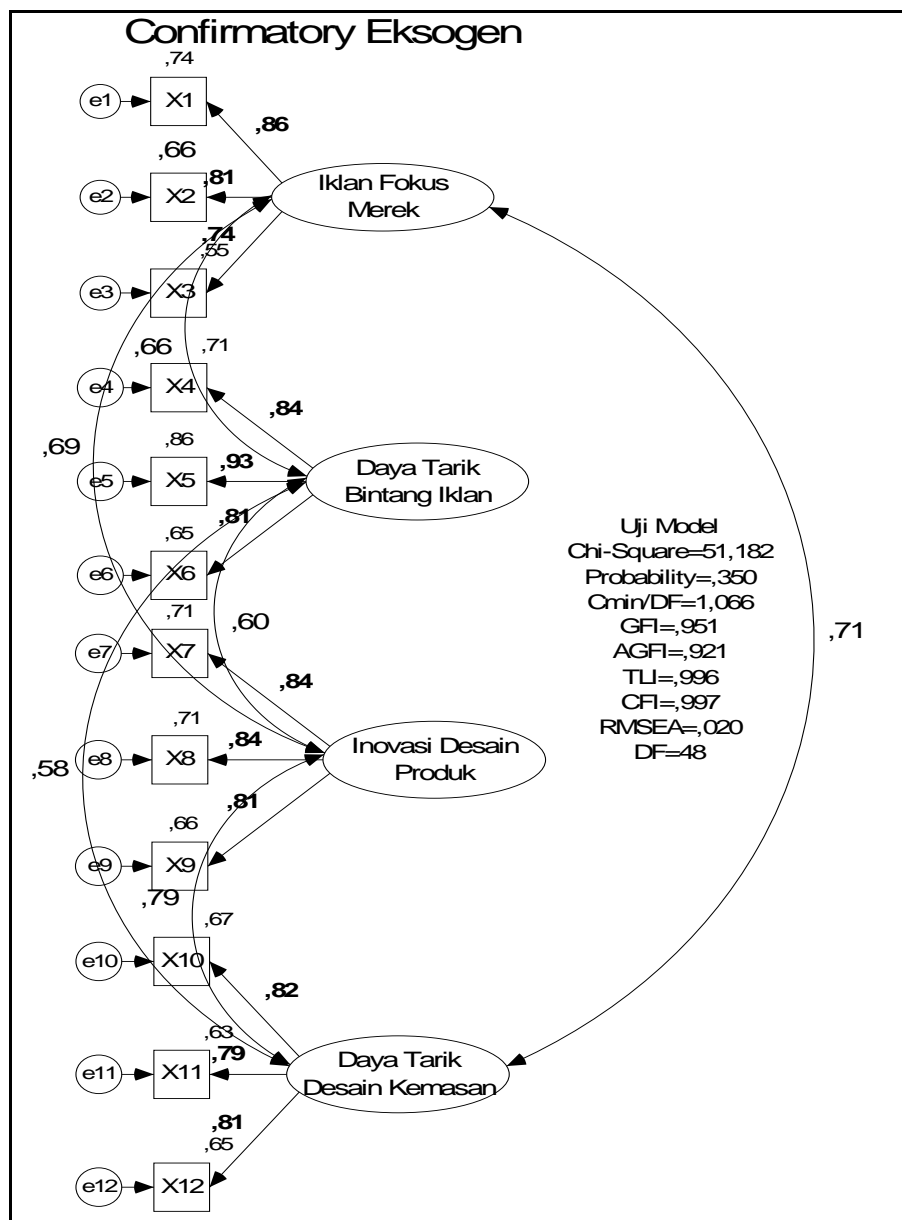 Confirmatory Eksogen
,74
e1
X1
,86
,66
e2
X2
,81
Iklan Fokus
Merek
,74
,55
e3
X3
,66
,71
e4
X4
,84
,69
,86
e5
X5
,93
Daya Tarik
Bintang Iklan
,81
,65
e6
X6
Uji Model
Chi-Square=51,182
Probability=,350
Cmin/DF=1,066
GFI=,951
AGFI=,921
TLI=,996
CFI=,997
RMSEA=,020
DF=48
,71
,71
,60
e7
X7
,84
,71
e8
X8
,84
Inovasi Desain
Produk
,58
,81
,66
e9
X9
,79
,67
e10
X10
,82
,63
e11
X11
,79
Daya Tarik
Desain Kemasan
,81
,65
e12
X12